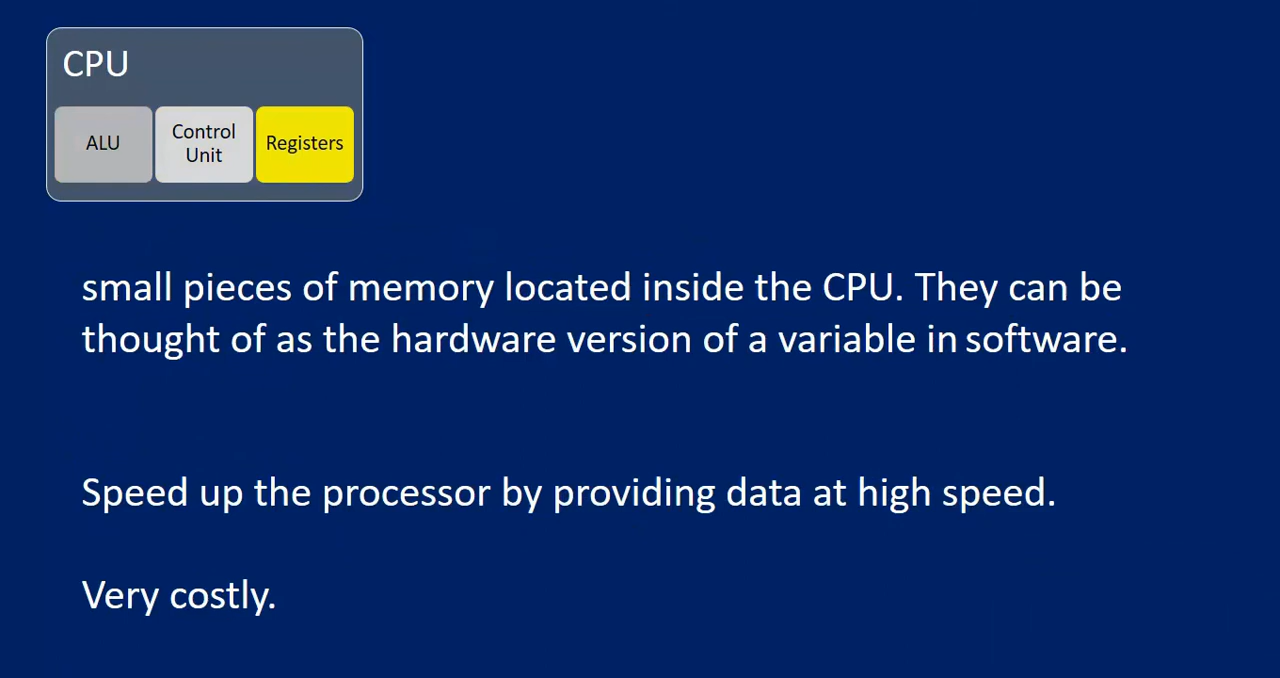 CPU
ALU
Control
Unit
Registers
small pieces of memory located inside the CPU. They can be
thought of as the hardware version of a variable in software.
Speed up the processor by providing data at high speed.
Very costly.